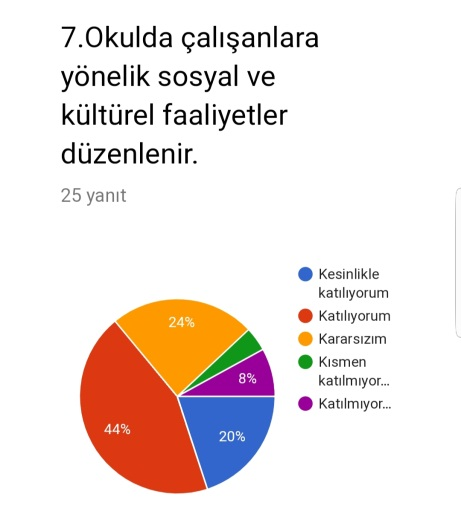 7.Okulda çalışanlara
yönelik sosyal ve
kültürel faaliyetler
düzenlenir.
25 yanıt
Kesinlikle
katılıyorum
Katılıyorum
Kararsızım
Kısmen
katılmıyor...
Katılmıyor...
24%
8%
44%
20%